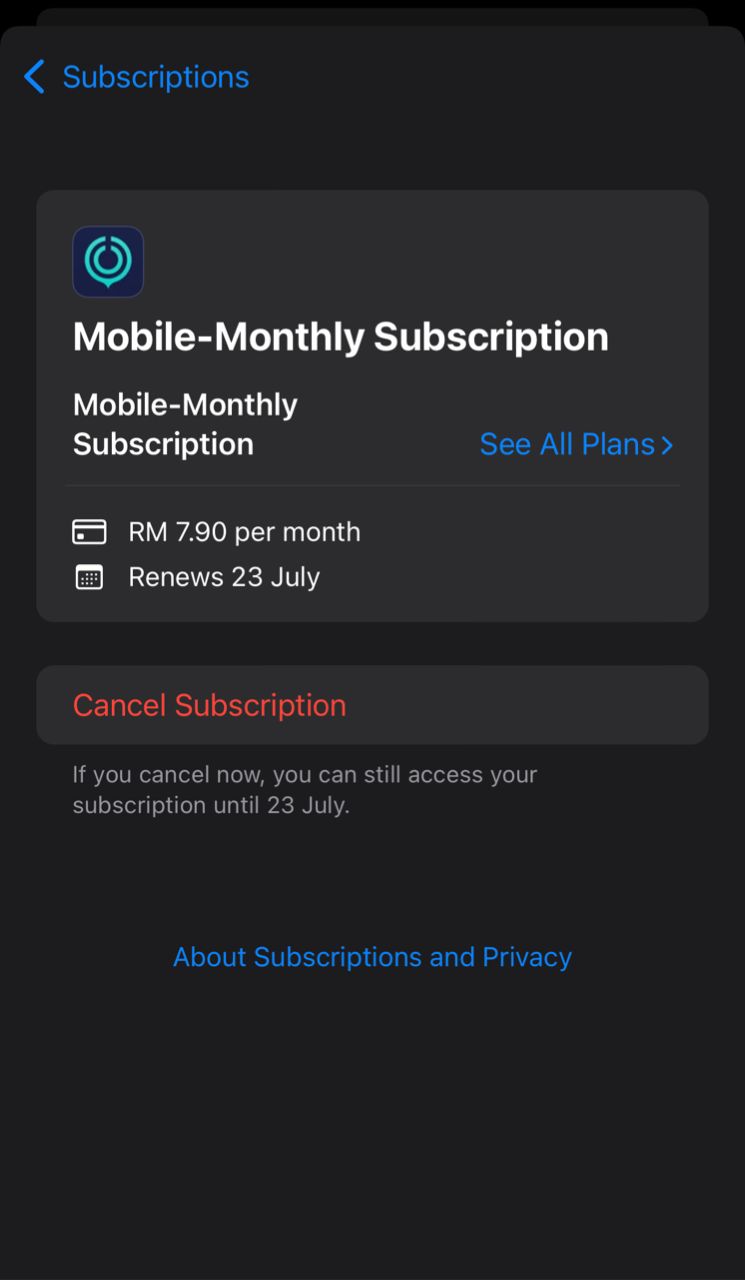 Subscriptions
Mobile-Monthly Subscription
Mobile-Monthly
Subscription
See All Plans
RM 7.90 per month
Renews 23 July
Cancel Subscription
If you cancel now, you can still access your
subscription until 23 July.
About Subscriptions and Privacy